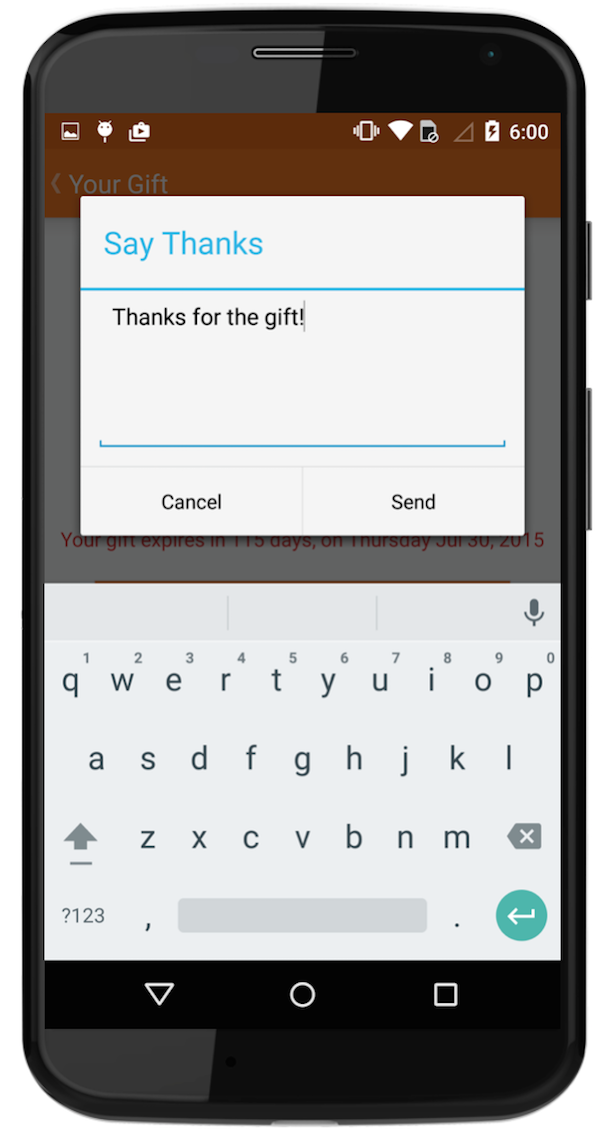 6:00
Your Gift
Say Thanks
Thanks for the gift!
Cancel
Send
Your gift expires in 115 days, on Thursday Jul 30, 2015
1 2 3 4 5 6 7 8 9 0
q w e r t y u i o p
a s d f g h j k l
z x c v b n m
?123 , .